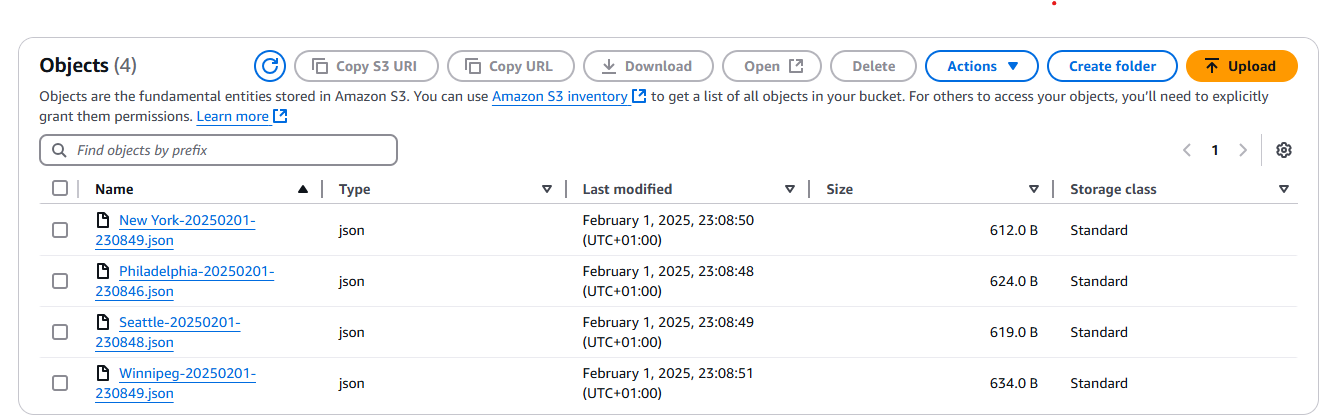 Objects (4)
Copy S3 URI
Copy URL
Download
Open
Delete
Actions
Create folder
Upload
Objects are the fundamental entities stored in Amazon S3. You can use Amazon S3 inventory to get a list of all objects in your bucket. For others to access your objects, you’ll need to explicitly
grant them permissions. Learn more
Find objects by prefix
1
Name Type Last modified Size Storage class
New York-20250201-
230849.json
json
February 1, 2025, 23:08:50
(UTC+01:00)
612.0 B
Standard
Philadelphia-20250201-
230846.json
json
February 1, 2025, 23:08:48
(UTC+01:00)
624.0 B
Standard
Seattle-20250201-
230848.json
json
February 1, 2025, 23:08:49
(UTC+01:00)
619.0 B
Standard
Winnipeg-20250201-
230849.json
json
February 1, 2025, 23:08:51
(UTC+01:00)
634.0 B
Standard